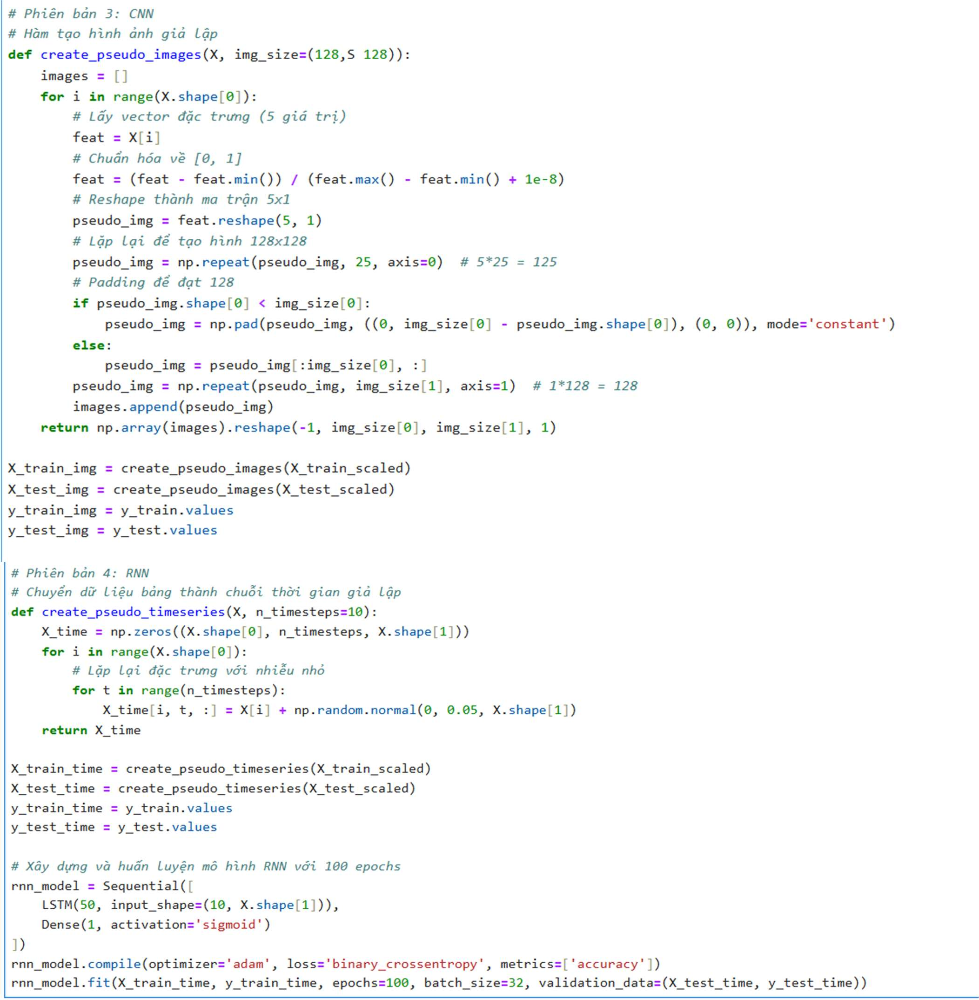 # Phiên bản 3: CNN
# Hàm tạo hình ảnh giả lập
def create_pseudo_images(X, img_size=(128,S 128)):
    images = []
    for i in range(X.shape[0]):
        # Lấy vector đặc trưng (5 giá trị)
        feat = X[i]
        # Chuẩn hóa về [0, 1]
        feat = (feat - feat.min()) / (feat.max() - feat.min() + 1e-8)
        # Reshape thành ma trận 5x1
        pseudo_img = feat.reshape(5, 1)
        # Lặp lại để tạo hình 128x128
        pseudo_img = np.repeat(pseudo_img, 25, axis=0)  # 5*25 = 125
        # Padding để đạt 128
        if pseudo_img.shape[0] < img_size[0]:
            pseudo_img = np.pad(pseudo_img, ((0, img_size[0] - pseudo_img.shape[0]), (0, 0)), mode='constant')
        else:
            pseudo_img = pseudo_img[:img_size[0], :]
        pseudo_img = np.repeat(pseudo_img, img_size[1], axis=1)  # 1*128 = 128
        images.append(pseudo_img)
    return np.array(images).reshape(-1, img_size[0], img_size[1], 1)

X_train_img = create_pseudo_images(X_train_scaled)
X_test_img = create_pseudo_images(X_test_scaled)
y_train_img = y_train.values
y_test_img = y_test.values

# Phiên bản 4: RNN
# Chuyển dữ liệu bảng thành chuỗi thời gian giả lập
def create_pseudo_timeseries(X, n_timesteps=10):
    X_time = np.zeros((X.shape[0], n_timesteps, X.shape[1]))
    for i in range(X.shape[0]):
        # Lặp lại đặc trưng với nhiễu nhỏ
        for t in range(n_timesteps):
            X_time[i, t, :] = X[i] + np.random.normal(0, 0.05, X.shape[1])
    return X_time

X_train_time = create_pseudo_timeseries(X_train_scaled)
X_test_time = create_pseudo_timeseries(X_test_scaled)
y_train_time = y_train.values
y_test_time = y_test.values

# Xây dựng và huấn luyện mô hình RNN với 100 epochs
rnn_model = Sequential([
    LSTM(50, input_shape=(10, X.shape[1])),
    Dense(1, activation='sigmoid')
])
rnn_model.compile(optimizer='adam', loss='binary_crossentropy', metrics=['accuracy'])
rnn_model.fit(X_train_time, y_train_time, epochs=100, batch_size=32, validation_data=(X_test_time, y_test_time))